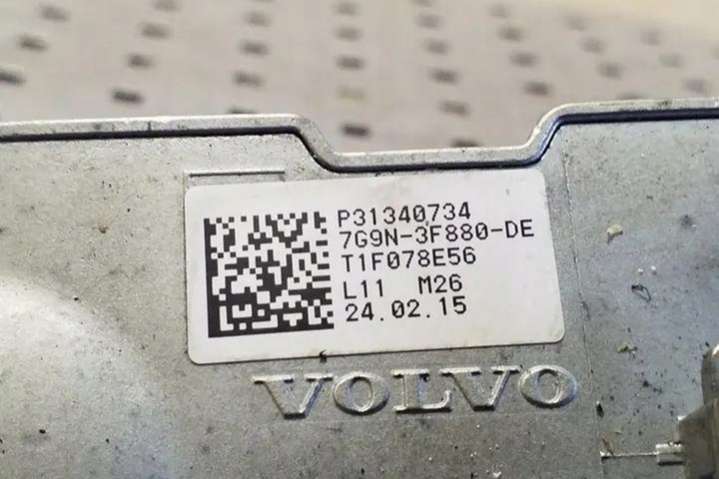 P31340734
7G9N-3F880-DE
T1F078E56
L11 M26
24.02.15
VOLVO